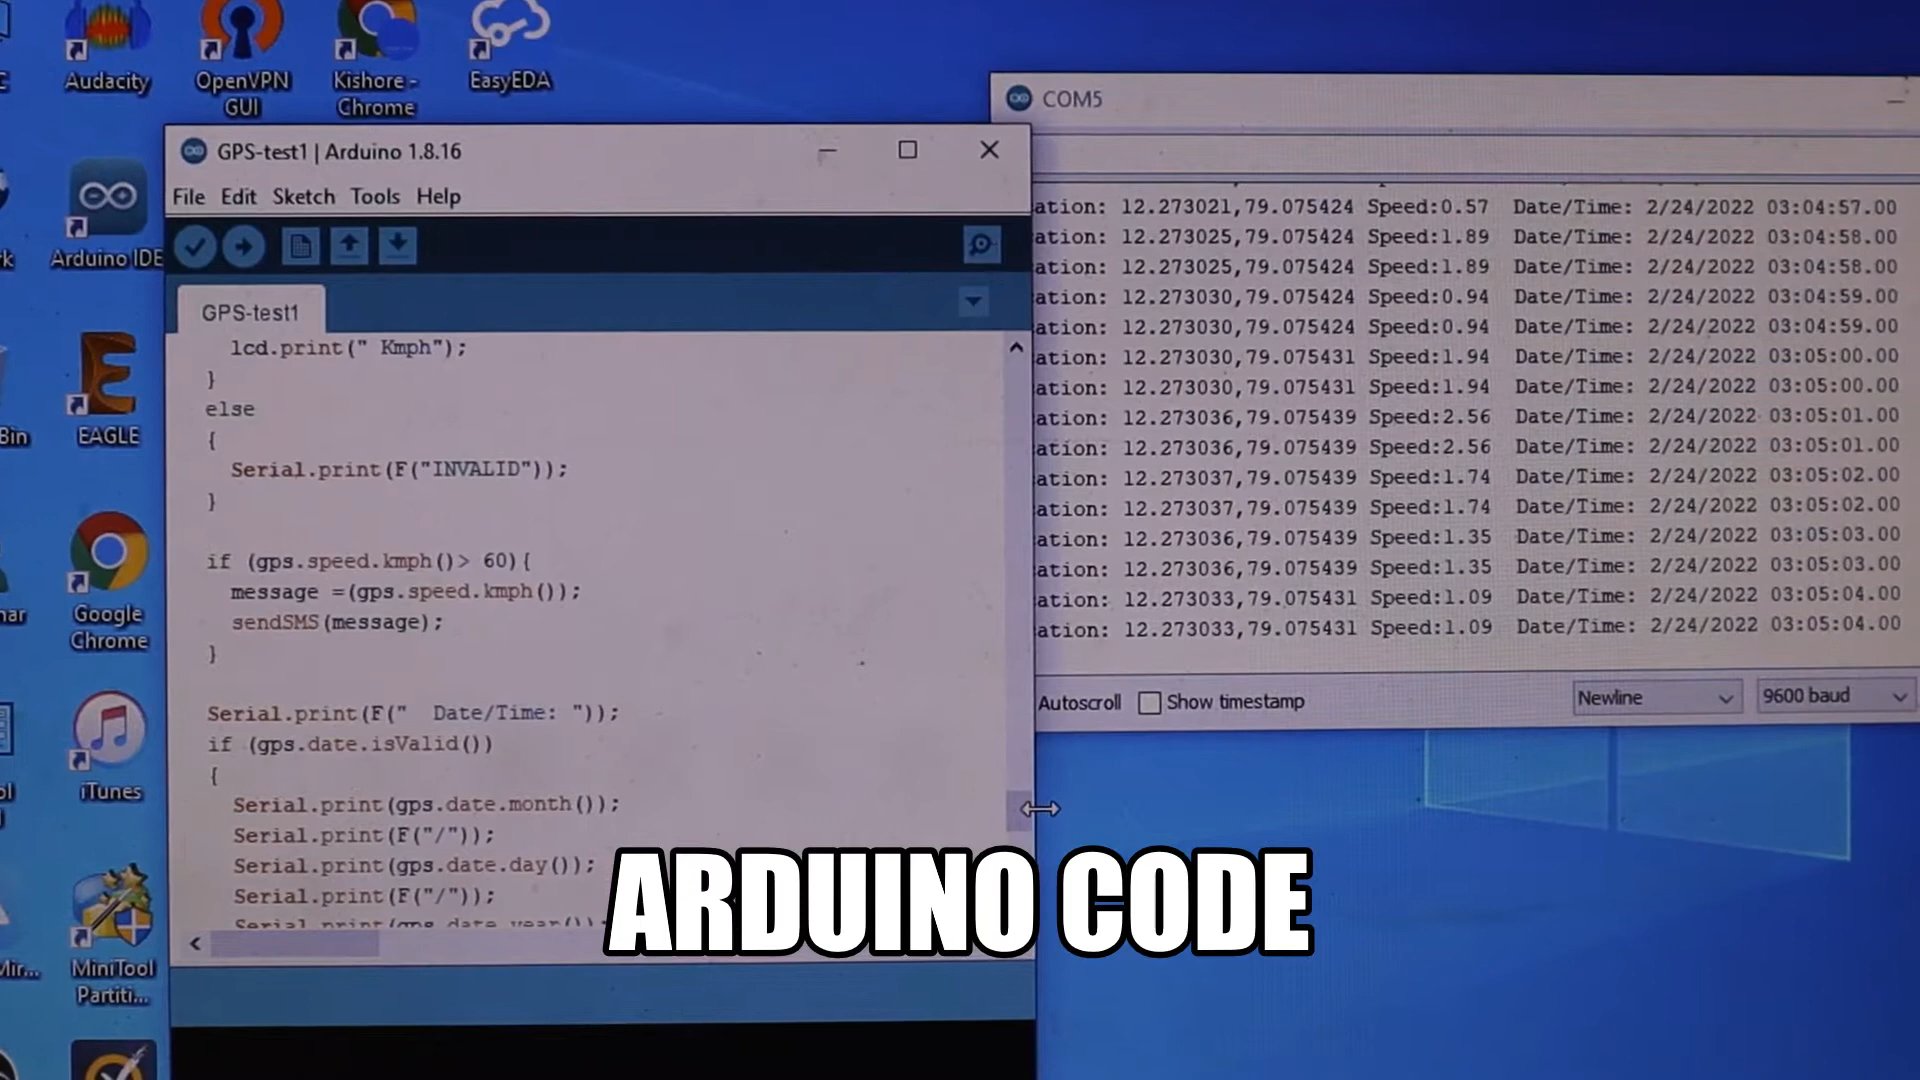 Audacity
OpenVPN
GUI
Kishore -
Chrome
EasyEDA
Arduino IDE
EAGLE
Bin
Google
Chrome
iTunes
MiniTool
Partiti...
GPS-test1 | Arduino 1.8.16
File Edit Sketch Tools Help
GPS-test1
lcd.print(" Kmph");
}
else
{
Serial.print(F("INVALID"));
}
if (gps.speed.kmph()> 60){
message =(gps.speed.kmph());
sendSMS(message);
}
Serial.print(F("  Date/Time: "));
if (gps.date.isValid())
{
Serial.print(gps.date.month());
Serial.print(F("/"));
Serial.print(gps.date.day());
Serial.print(F("/"));
Serial.print(gps.date.year());
COM5
ation: 12.273021,79.075424 Speed:0.57  Date/Time: 2/24/2022 03:04:57.00
ation: 12.273025,79.075424 Speed:1.89  Date/Time: 2/24/2022 03:04:58.00
ation: 12.273025,79.075424 Speed:1.89  Date/Time: 2/24/2022 03:04:58.00
ation: 12.273030,79.075424 Speed:0.94  Date/Time: 2/24/2022 03:04:59.00
ation: 12.273030,79.075424 Speed:0.94  Date/Time: 2/24/2022 03:04:59.00
ation: 12.273030,79.075431 Speed:1.94  Date/Time: 2/24/2022 03:05:00.00
ation: 12.273030,79.075431 Speed:1.94  Date/Time: 2/24/2022 03:05:00.00
ation: 12.273036,79.075439 Speed:2.56  Date/Time: 2/24/2022 03:05:01.00
ation: 12.273036,79.075439 Speed:2.56  Date/Time: 2/24/2022 03:05:01.00
ation: 12.273037,79.075439 Speed:1.74  Date/Time: 2/24/2022 03:05:02.00
ation: 12.273037,79.075439 Speed:1.74  Date/Time: 2/24/2022 03:05:02.00
ation: 12.273036,79.075439 Speed:1.35  Date/Time: 2/24/2022 03:05:03.00
ation: 12.273036,79.075439 Speed:1.35  Date/Time: 2/24/2022 03:05:03.00
ation: 12.273033,79.075431 Speed:1.09  Date/Time: 2/24/2022 03:05:04.00
ation: 12.273033,79.075431 Speed:1.09  Date/Time: 2/24/2022 03:05:04.00
Autoscroll Show timestamp Newline 9600 baud
ARDUINO CODE